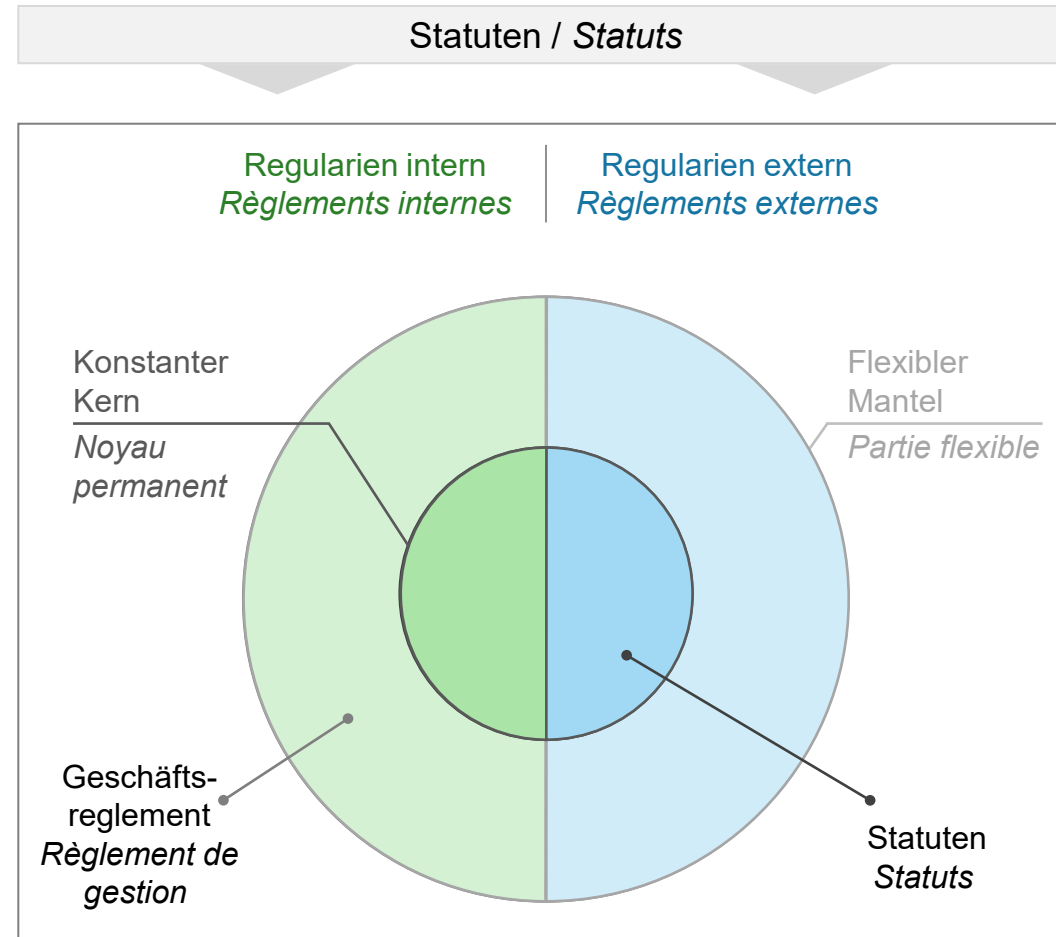 Statuten / Statuts
Regularien intern
Règlements internes
Regularien extern
Règlements externes
Konstanter
Kern
Noyau
permanent
Flexibler
Mantel
Partie flexible
Geschäfts-
reglement
Règlement de
gestion
Statuten
Statuts